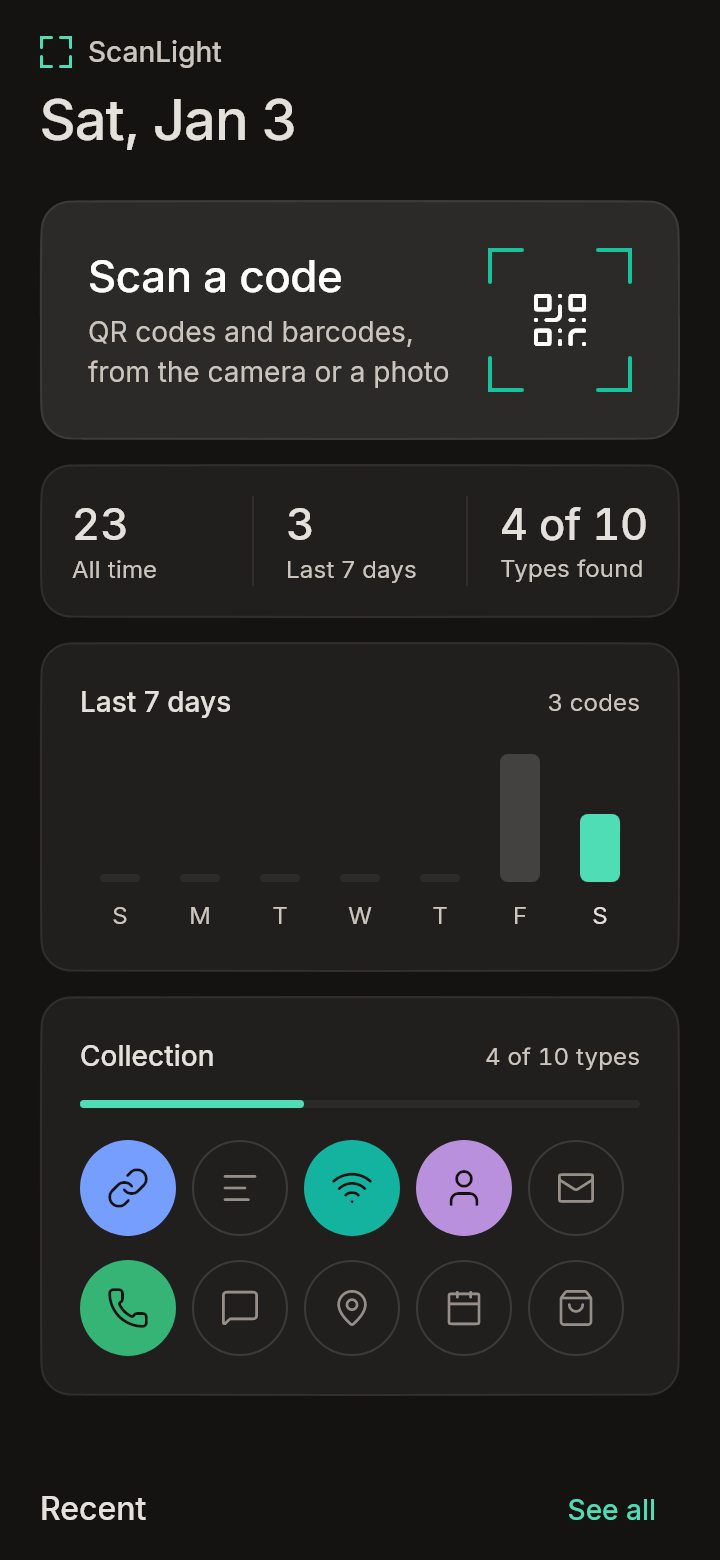 ScanLight
Sat, Jan 3
Scan a code
QR codes and barcodes,
from the camera or a photo
23
All time
3
Last 7 days
4 of 10
Types found
Last 7 days
3 codes
S M T W T F S
Collection
4 of 10 types
Recent
See all